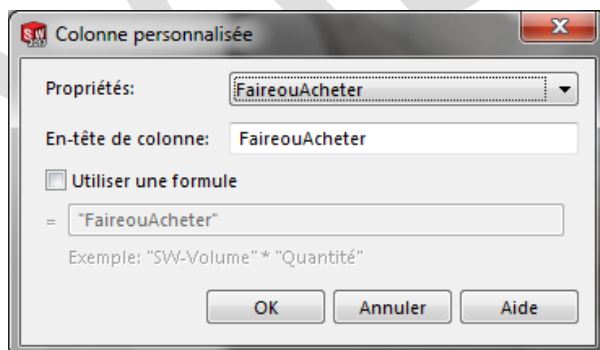 Colonne personnalisée
Propriétés: FaireouAcheter
En-tête de colonne: FaireouAcheter
Utiliser une formule
= "FaireouAcheter"
Exemple: "SW-Volume" * "Quantité"
OK Annuler Aide